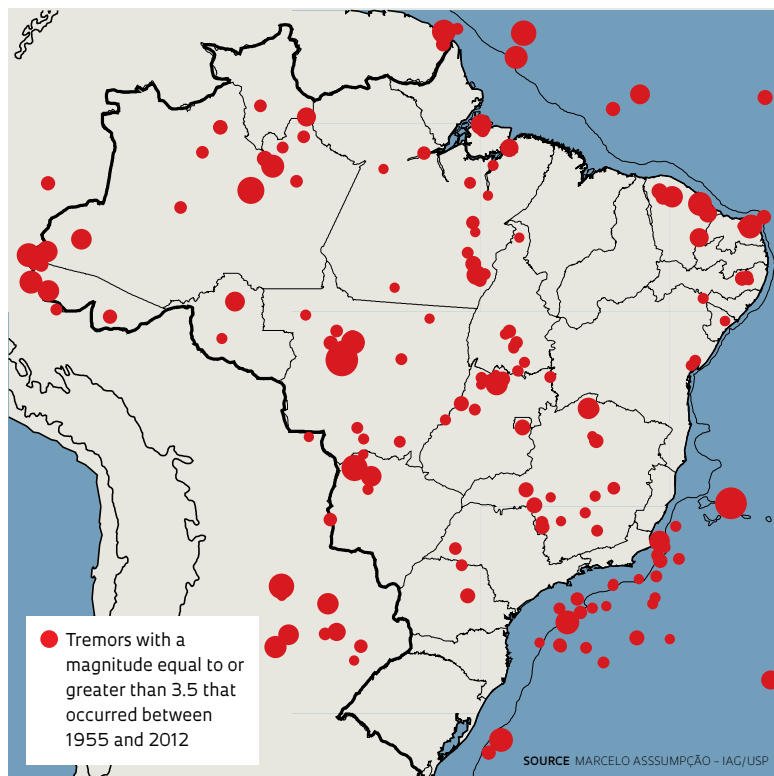 Tremors with a
magnitude equal to or
greater than 3.5 that
occurred between
1955 and 2012
SOURCE MARCELO ASSSUMPÇÃO – IAG/USP